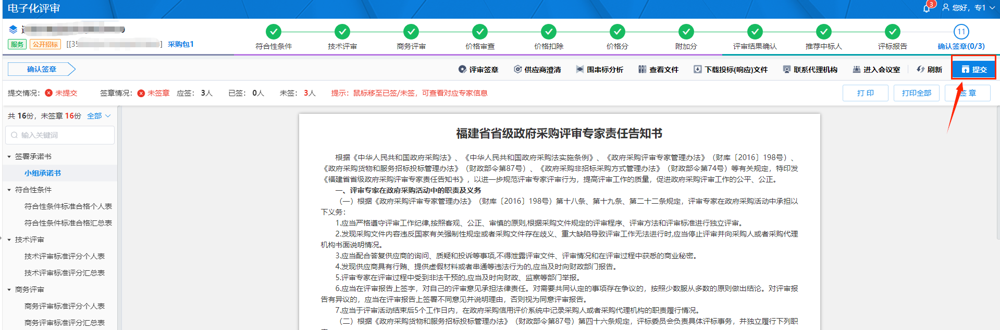 电子化评审
3
您好，专1
服务 公开招标 [[35 ] 采购包1
符合性条件 技术评审 商务评审 价格审查 价格扣除 价格分 附加分 评审结果确认 推荐中标人 评标报告 11 确认签章(0/3)
确认签章
评审签章 供应商澄清 围串标分析 查看文件 下载投标(响应)文件 联系代理机构 进入会议室 刷新 提交
提交情况： 未提交 签章情况： 未签章 应签： 3人 已签： 0人 未签： 3人 提示：鼠标移至已签/未签，可查看对应专家信息
打印 打印全部 签章
共 16份，未签章 16份 全部
输入关键词
签署承诺书
小组承诺书
符合性条件
符合性条件标准合格个人表
符合性条件标准合格汇总表
技术评审
技术评审标准评分个人表
技术评审标准评分汇总表
商务评审
商务评审标准评分个人表
商务评审标准评分汇总表
福建省省级政府采购评审专家责任告知书
根据《中华人民共和国政府采购法》、《中华人民共和国政府采购法实施条例》、《政府采购评审专家管理办法》（财库〔2016〕198号）、
《政府采购货物和服务招标投标管理办法》（财政部令第87号）、《政府采购非招标采购方式管理办法》（财政部令第74号）等有关规定，特印发
《福建省省级政府采购评审专家责任告知书》，以进一步规范评审专家评审行为，提高评审工作的质量，促进政府采购评审工作的公平、公正。
一、评审专家在政府采购活动中的职责及义务
（一）根据《政府采购评审专家管理办法》（财库〔2016〕198号）第十八条、第十九条、第二十二条规定，评审专家在政府采购活动中承担以
下义务：
1.应当严格遵守评审工作纪律,按照客观、公正、审慎的原则,根据采购文件规定的评审程序、评审方法和评审标准进行独立评审。
2.发现采购文件内容违反国家有关强制性规定或者采购文件存在歧义、重大缺陷导致评审工作无法进行时,应当停止评审并向采购人或者采购代理
机构书面说明情况。
3.应当配合答复供应商的询问、质疑和投诉等事项,不得泄露评审文件、评审情况和在评审过程中获悉的商业秘密。
4.发现供应商具有行贿、提供虚假材料或者串通等违法行为的,应当及时向财政部门报告。
5.评审专家在评审过程中受到非法干预的,应当及时向财政、监察等部门举报。
6.应当在评审报告上签字，对自己的评审意见承担法律责任。对需要共同认定的事项存在争议的，按照少数服从多数的原则做出结论。对评审报
告有异议的，应当在评审报告上签署不同意见并说明理由，否则视为同意评审报告。
7.应当于评审活动结束后5个工作日内，在政府采购信用评价系统中记录采购人或者采购代理机构的职责履行情况。
（二）根据《政府采购货物和服务招标投标管理办法》（财政部令第87号）第四十六条规定，评标委员会负责具体评标事务，并独立履行下列职